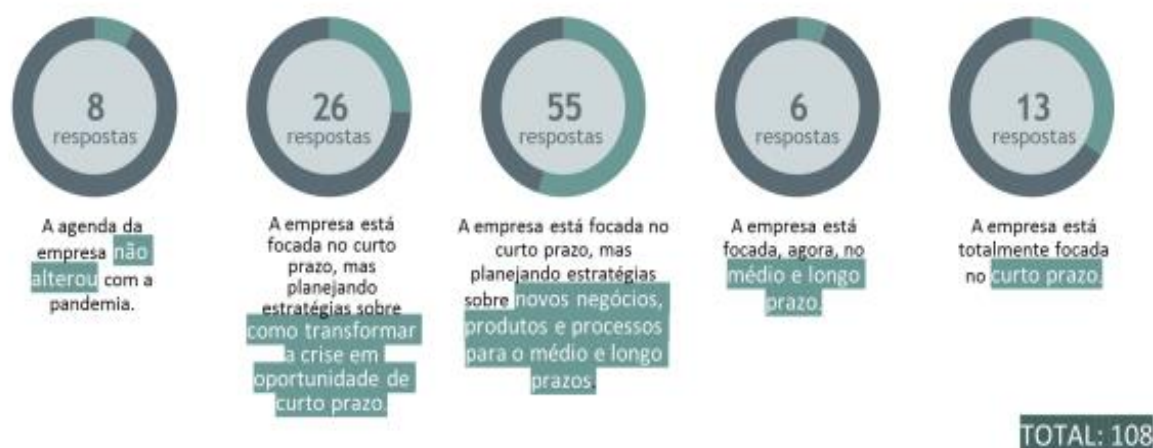 8
respostas
A agenda da
empresa não
alterou com a
pandemia.
26
respostas
A empresa está
focada no curto
prazo, mas
planejando
estratégias sobre
como transformar
a crise em
oportunidade de
curto prazo.
55
respostas
A empresa está focada no
curto prazo, mas
planejando estratégias
sobre novos negócios,
produtos e processos
para o médio e longo
prazos.
6
respostas
A empresa está
focada, agora, no
médio e longo
prazo.
13
respostas
A empresa está
totalmente focada
no curto prazo.
TOTAL: 108